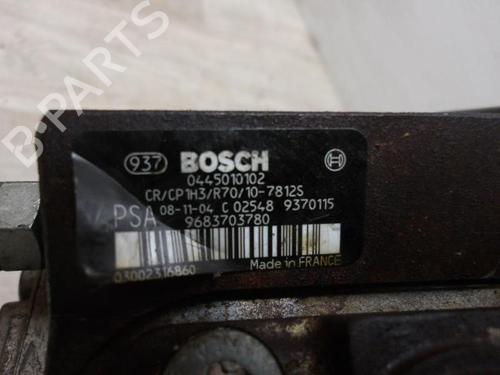 937 BOSCH
0445010102
CR/CP1H3/R70/10-7812S
PSA 08-11-04 C 02548 9370115
9683703780
03002316860 Made in FRANCE
B-PARTS